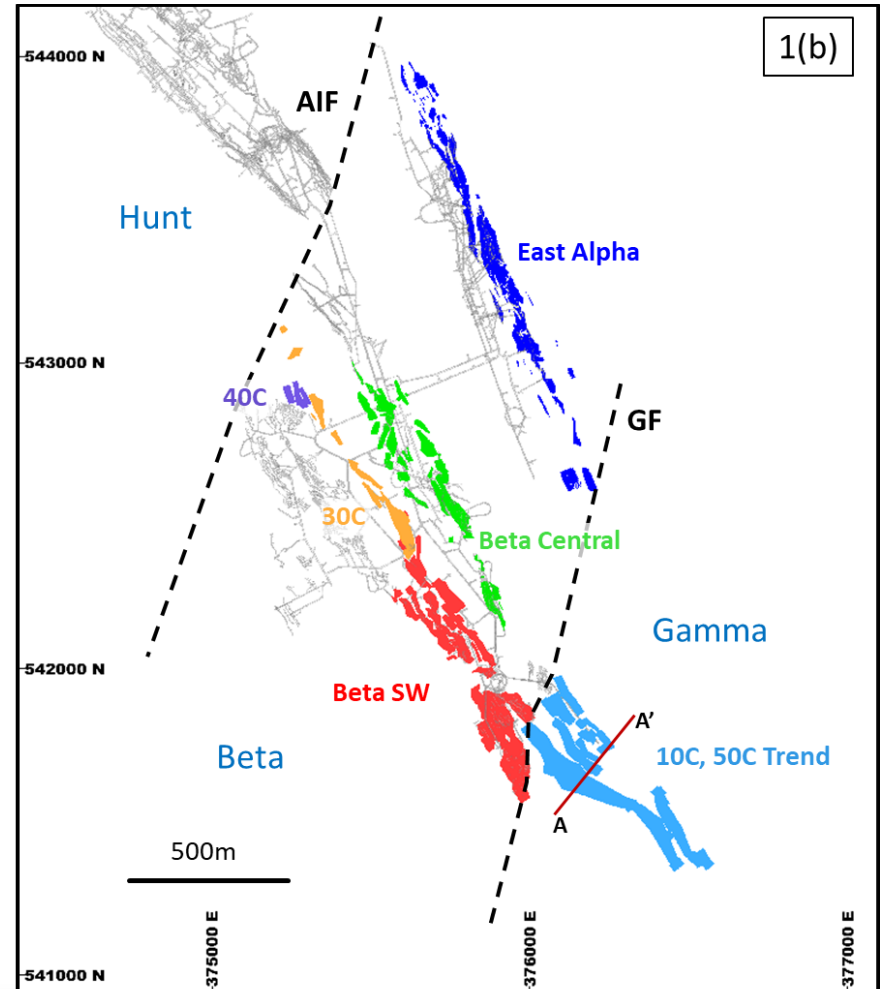 1(b)
544000 N
AIF
Hunt
East Alpha
543000 N
40C
GF
30C
Beta Central
Gamma
542000 N
Beta SW
A'
Beta
10C, 50C Trend
A
500m
375000 E
376000 E
377000 E
541000 N